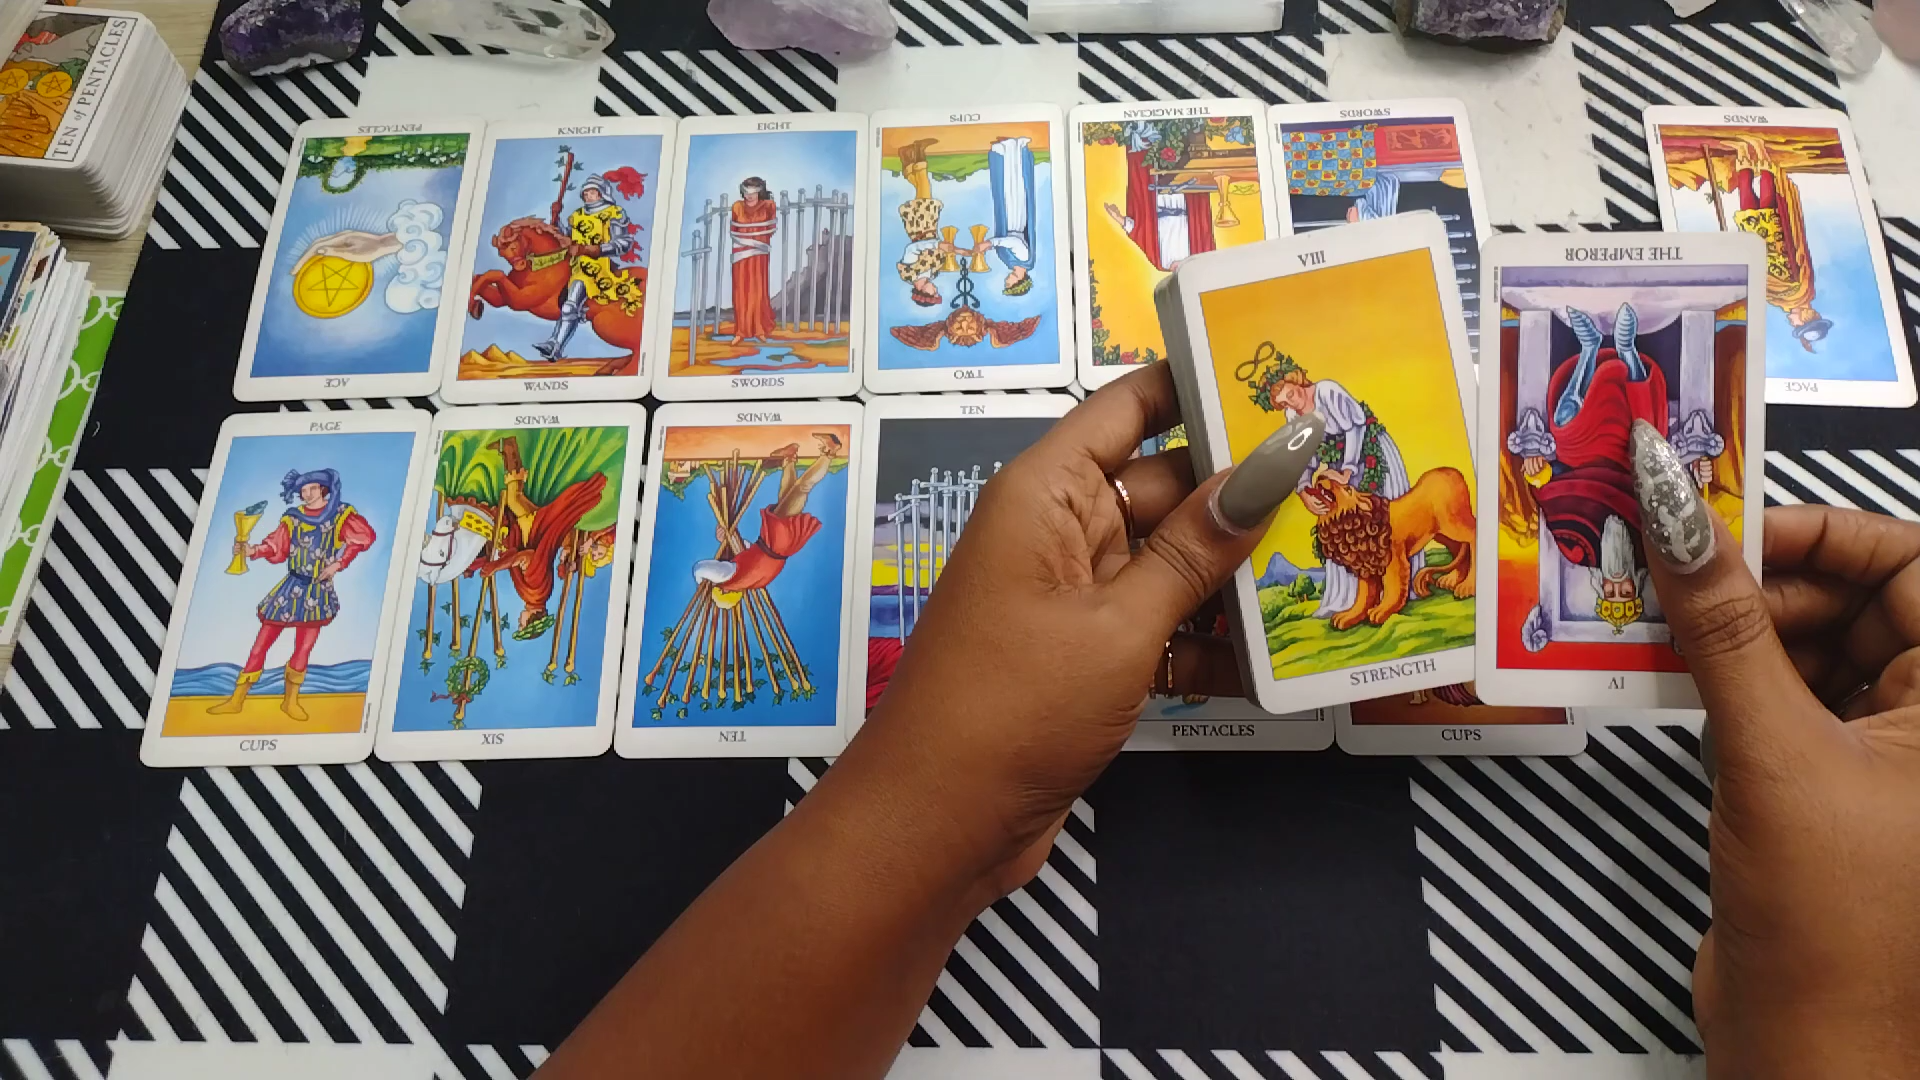 TEN of PENTACLES
PENTACLES
ACE
KNIGHT
WANDS
EIGHT
SWORDS
CUPS
TWO
THE MAGICIAN
SWORDS
WANDS
PAGE
VIII
STRENGTH
THE EMPEROR
IV
PAGE
CUPS
WANDS
SIX
WANDS
TEN
TEN
PENTACLES
CUPS